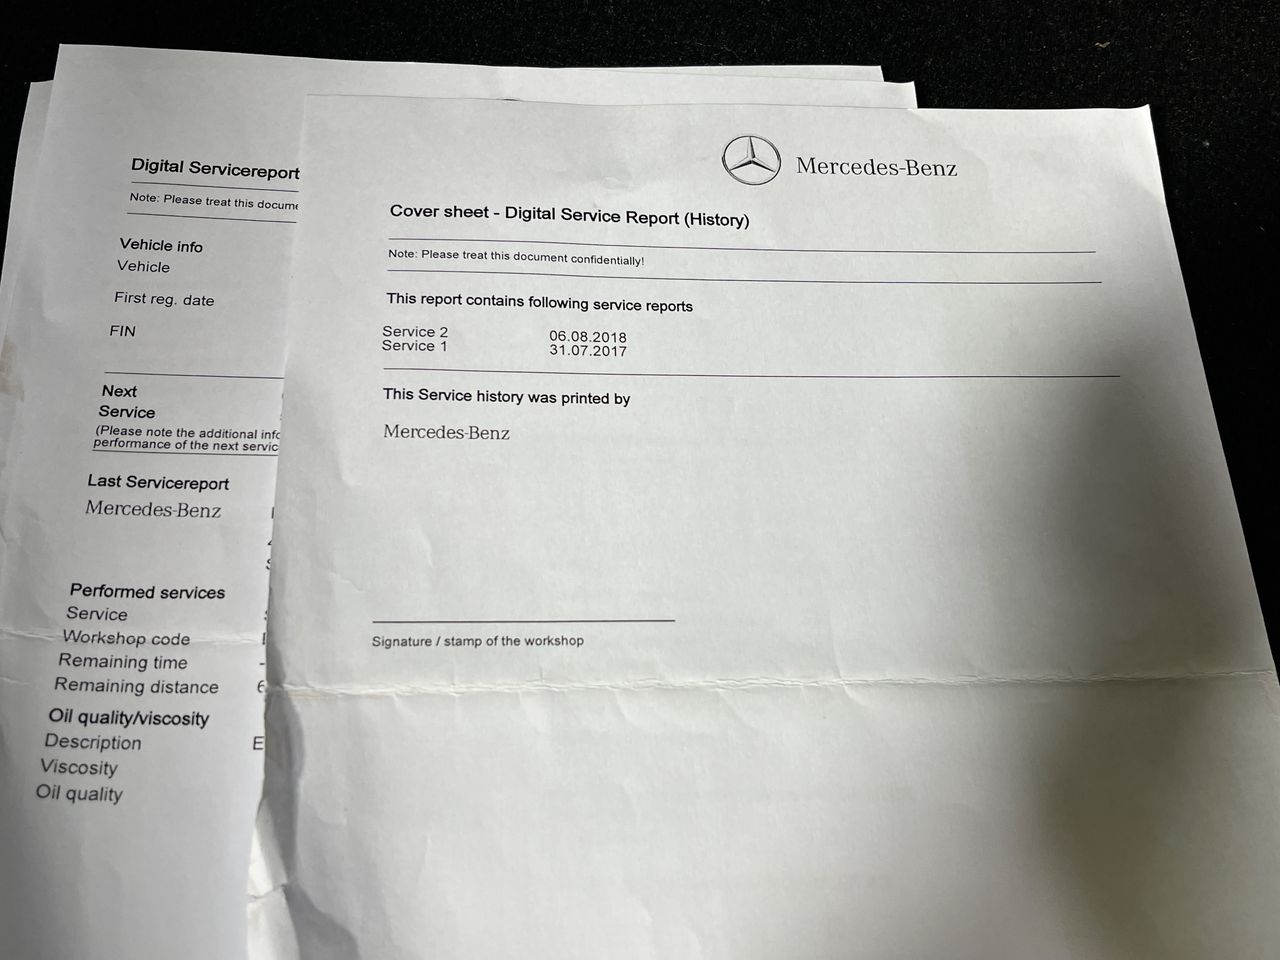 Digital Servicereport
Note: Please treat this
Vehicle info
Vehicle
First reg. date
FIN
Next
Service
(Please note the additional
performance of the next
Last Servicereport
Mercedes-Benz
Performed services
Service
Workshop code
Remaining time
Remaining distance
Oil quality/viscosity
Description
Viscosity
Oil quality
Mercedes-Benz
Cover sheet - Digital Service Report (History)
Note: Please treat this document confidentially!
This report contains following service reports
Service 2 06.08.2018
Service 1 31.07.2017
This Service history was printed by
Mercedes-Benz
Signature / stamp of the workshop